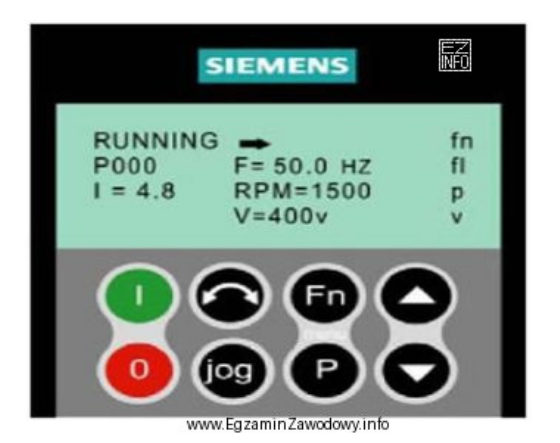 SIEMENS
EZ
INFO
RUNNING ➡ fn
P000 F= 50.0 HZ fl
I = 4.8 RPM=1500 p
V=400v v
I Fn
menu
0 jog P
www.EgzaminZawodowy.info